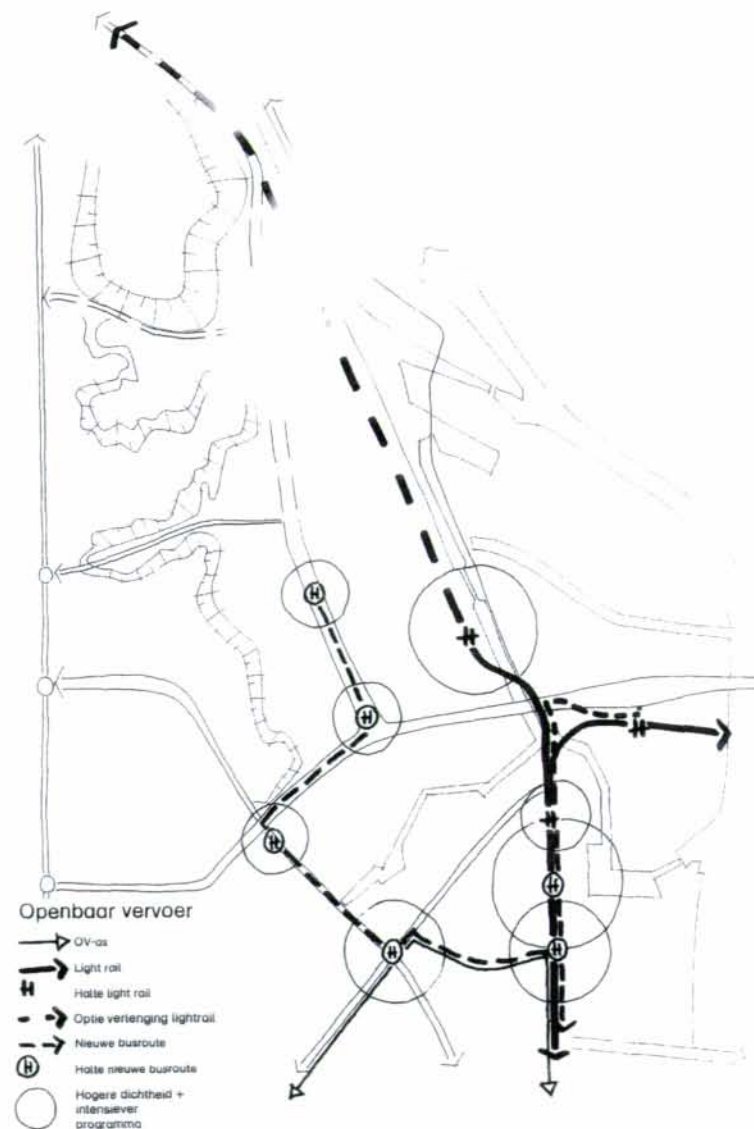 H
H
H
H
H
H
H
H
H
Openbaar vervoer
OV-as
Light rail
H
Halte light rail
Optie verlenging lightrail
Nieuwe busroute
H
Halte nieuwe busroute
Hogere dichtheid +
intensiever
programma